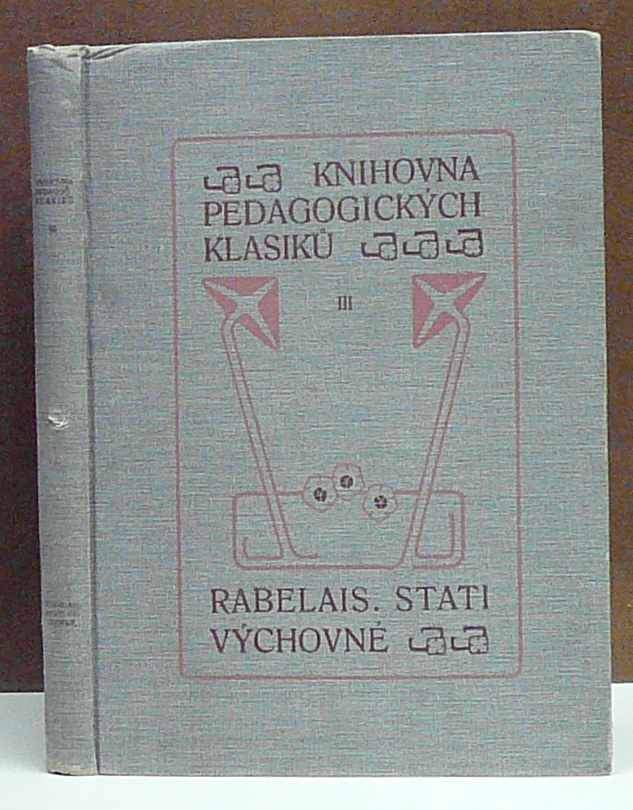 KNIHOVNA
PEDAGOGICKÝCH
KLASIKŮ
III
RABELAIS. STATI
VÝCHOVNÉ